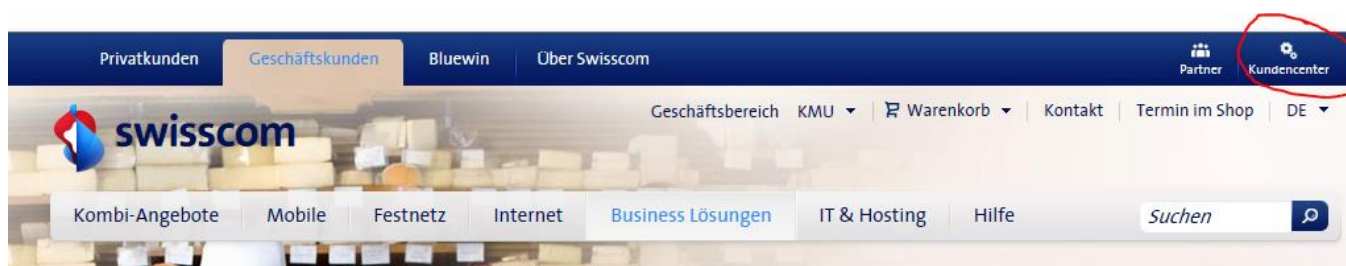 Privatkunden Geschäftskunden Bluewin Über Swisscom Partner Kundencenter
Geschäftsbereich KMU Warenkorb Kontakt Termin im Shop DE
swisscom
Kombi-Angebote Mobile Festnetz Internet Business Lösungen IT & Hosting Hilfe Suchen